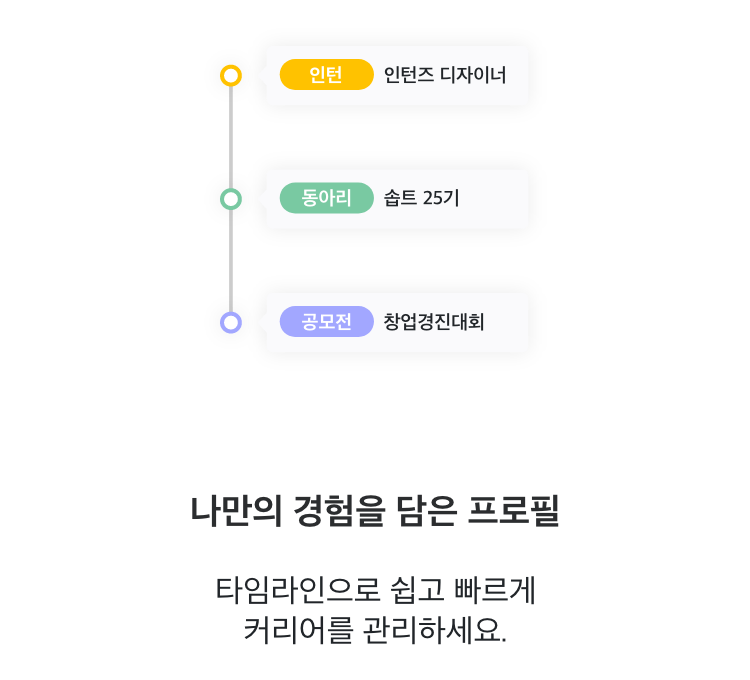 인턴 인턴즈 디자이너
동아리 솝트 25기
공모전 창업경진대회
나만의 경험을 담은 프로필
타임라인으로 쉽고 빠르게
커리어를 관리하세요.